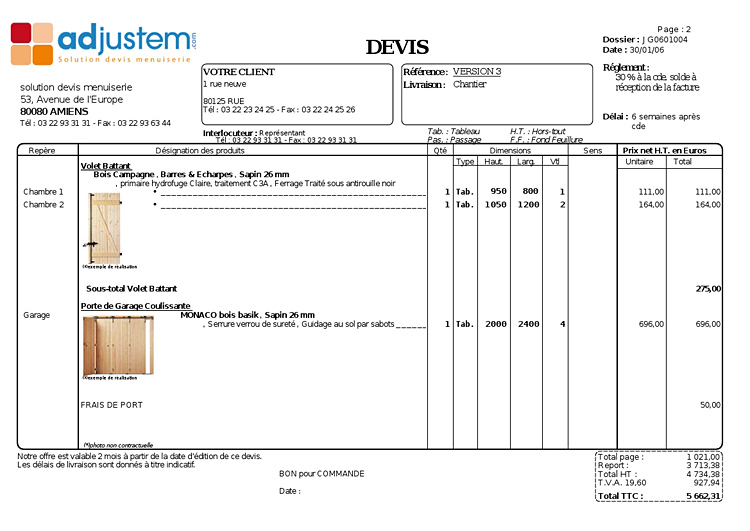 adjustem.com
Solution devis menuiserie
DEVIS
Page : 2
Dossier : JG0601004
Date : 30/01/06
solution devis menuiserie
53, Avenue de l'Europe
80080 AMIENS
Tél : 03 22 93 31 31 - Fax : 03 22 93 63 44
VOTRE CLIENT
1 rue neuve
80125 RUE
Tél : 03 22 23 24 25 - Fax : 03 22 24 25 26
Interlocuteur : Représentant
Tél : 03 22 93 31 31 - Fax : 03 22 93 31 31
Référence: VERSION 3
Livraison: Chantier
Réglement :
30 % à la cde, solde à
réception de la facture
Délai : 6 semaines après
cde
Tab. : Tableau H.T. : Hors-tout
Pas. : Passage F.F. : Fond Feuillure
Repère Désignation des produits Qté Dimensions Sens Prix net H.T. en Euros
Type Haut. Larg. Vtl Unitaire Total
Volet Battant
Bois Campagne, Barres & Echarpes, Sapin 26 mm
, primaire hydrofuge Claire, traitement C3A, Ferrage Traité sous antirouille noir
Chambre 1 • 1 Tab. 950 800 1 111,00 111,00
Chambre 2 • 1 Tab. 1050 1200 2 164,00 164,00
(*)exemple de réalisation
Sous-total Volet Battant 275,00
Porte de Garage Coulissante
Garage MONACO bois basik, Sapin 26 mm
, Serrure verrou de sureté, Guidage au sol par sabots 1 Tab. 2000 2400 4 696,00 696,00
(*)exemple de réalisation
FRAIS DE PORT 50,00
(*)photo non contractuelle
Notre offre est valable 2 mois à partir de la date d'édition de ce devis.
Les délais de livraison sont donnés à titre indicatif.
BON pour COMMANDE
Date :
Total page : 1 021,00
Report : 3 713,38
Total HT : 4 734,38
T.V.A. 19,60 927,94
Total TTC : 5 662,31